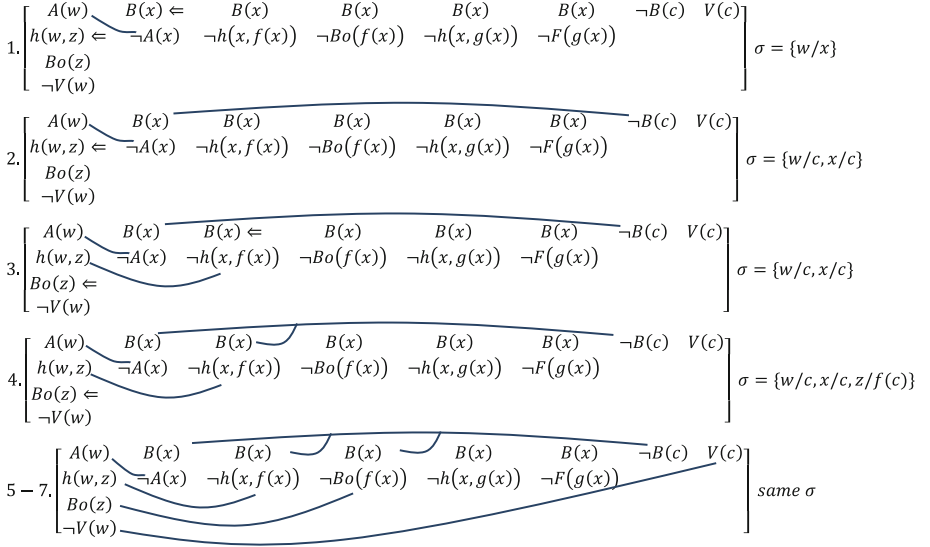 A(w) B(x) ⇐ B(x) B(x) B(x) B(x) ¬B(c) V(c)
h(w, z) ⇐ ¬A(x) ¬h(x, f(x)) ¬Bo(f(x)) ¬h(x, g(x)) ¬F(g(x))
1. σ = {w/x}
Bo(z)
¬V(w)
A(w) B(x) B(x) B(x) B(x) B(x) ¬B(c) V(c)
h(w, z) ⇐ ¬A(x) ¬h(x, f(x)) ¬Bo(f(x)) ¬h(x, g(x)) ¬F(g(x))
2. σ = {w/c, x/c}
Bo(z)
¬V(w)
A(w) B(x) B(x) ⇐ B(x) B(x) B(x) ¬B(c) V(c)
h(w, z) ¬A(x) ¬h(x, f(x)) ¬Bo(f(x)) ¬h(x, g(x)) ¬F(g(x))
3. σ = {w/c, x/c}
Bo(z) ⇐
¬V(w)
A(w) B(x) B(x) B(x) B(x) B(x) ¬B(c) V(c)
h(w, z) ¬A(x) ¬h(x, f(x)) ¬Bo(f(x)) ¬h(x, g(x)) ¬F(g(x))
4. σ = {w/c, x/c, z/f(c)}
Bo(z) ⇐
¬V(w)
A(w) B(x) B(x) B(x) B(x) B(x) ¬B(c) V(c)
h(w, z) ¬A(x) ¬h(x, f(x)) ¬Bo(f(x)) ¬h(x, g(x)) ¬F(g(x))
5 − 7. same σ
Bo(z)
¬V(w)